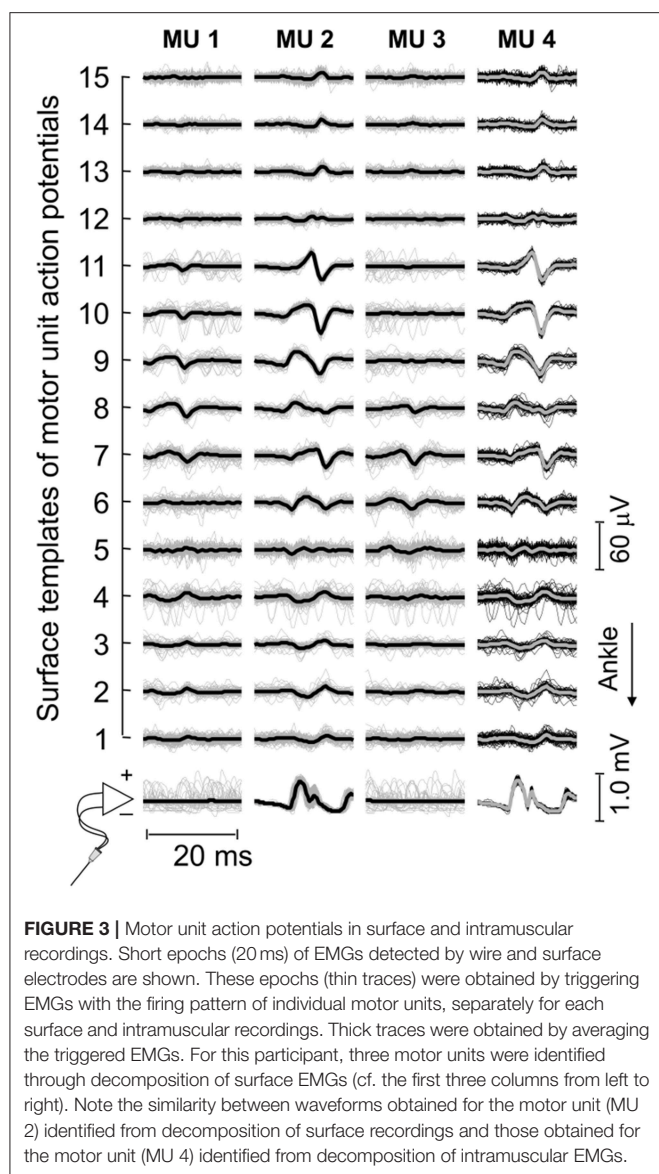 MU 1 MU 2 MU 3 MU 4
Surface templates of motor unit action potentials
15
14
13
12
11
10
9
8
7
6
5
4
3
2
1
60 μV
Ankle
1.0 mV
+
−
20 ms
FIGURE 3 | Motor unit action potentials in surface and intramuscular
recordings. Short epochs (20 ms) of EMGs detected by wire and surface
electrodes are shown. These epochs (thin traces) were obtained by triggering
EMGs with the firing pattern of individual motor units, separately for each
surface and intramuscular recordings. Thick traces were obtained by averaging
the triggered EMGs. For this participant, three motor units were identified
through decomposition of surface EMGs (cf. the first three columns from left to
right). Note the similarity between waveforms obtained for the motor unit (MU
2) identified from decomposition of surface recordings and those obtained for
the motor unit (MU 4) identified from decomposition of intramuscular EMGs.